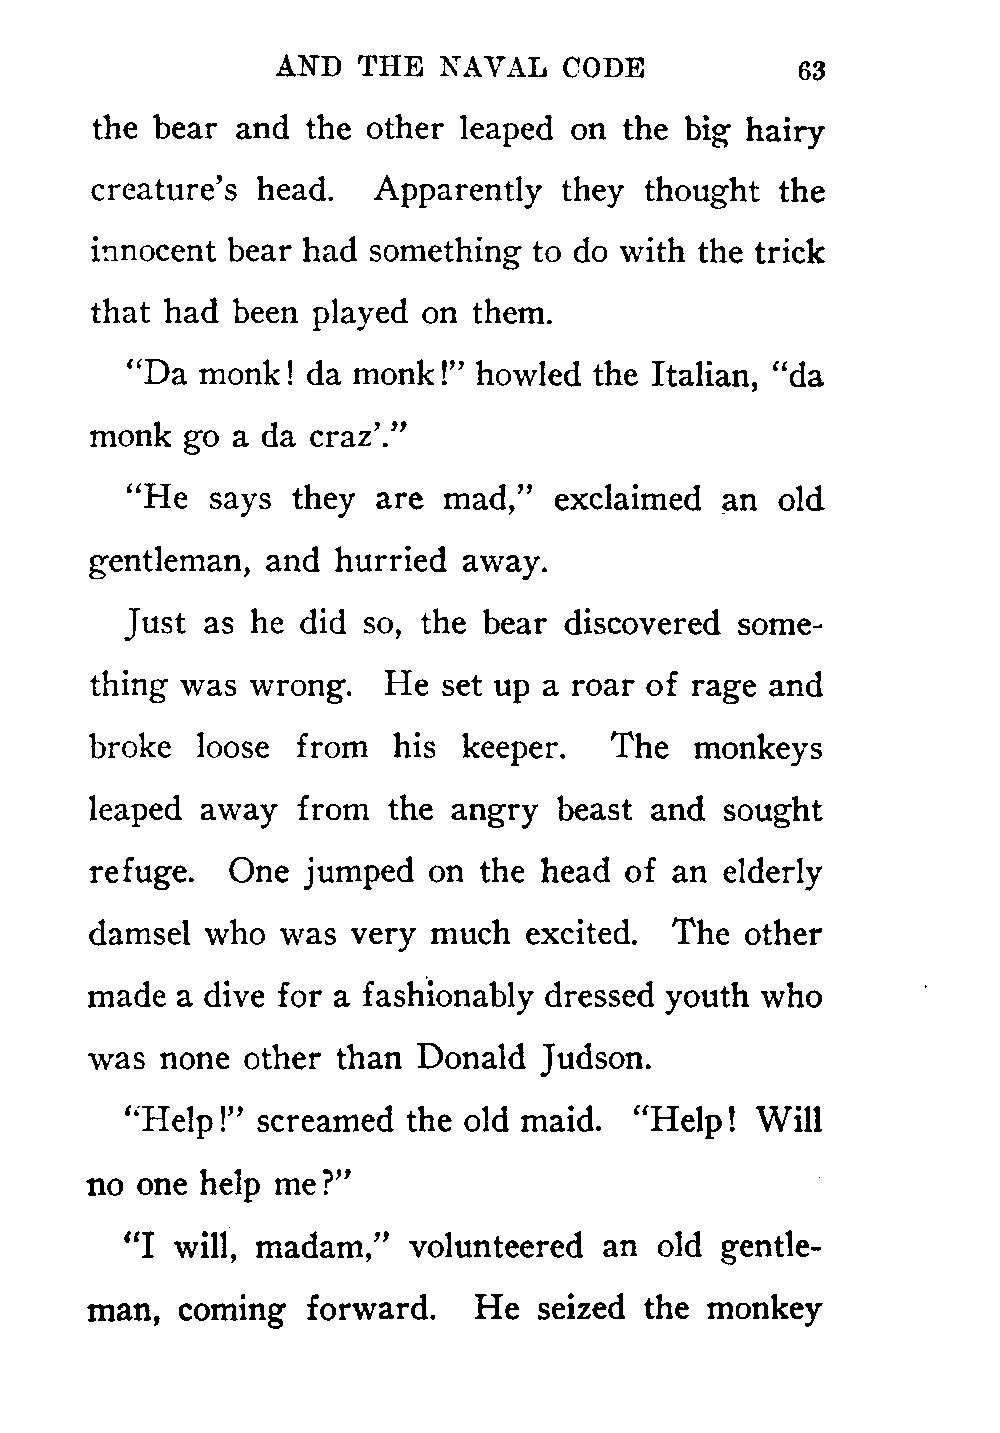 AND THE NAVAL CODE 63
the bear and the other leaped on the big hairy
creature's head. Apparently they thought the
innocent bear had something to do with the trick
that had been played on them.
“Da monk! da monk!” howled the Italian, “da
monk go a da craz’.”
“He says they are mad,” exclaimed an old
gentleman, and hurried away.
Just as he did so, the bear discovered some-
thing was wrong. He set up a roar of rage and
broke loose from his keeper. The monkeys
leaped away from the angry beast and sought
refuge. One jumped on the head of an elderly
damsel who was very much excited. The other
made a dive for a fashionably dressed youth who
was none other than Donald Judson.
“Help!” screamed the old maid. “Help! Will
no one help me?”
“I will, madam,” volunteered an old gentle-
man, coming forward. He seized the monkey